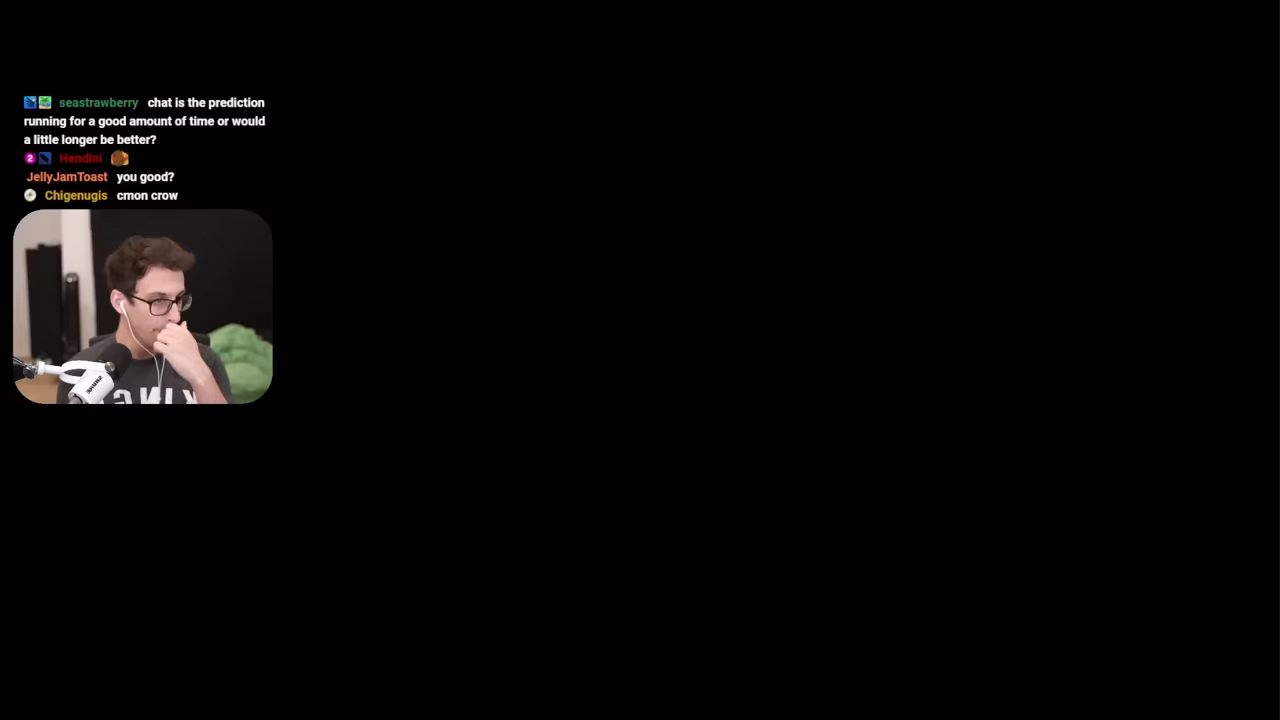 seastrawberry chat is the prediction
running for a good amount of time or would
a little longer be better?
2 Hendini
JellyJamToast you good?
Chigenugis cmon crow